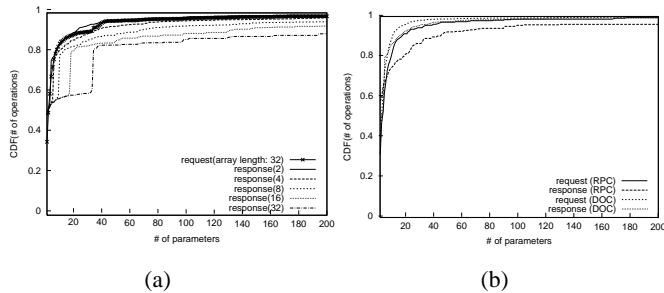 1
0.8
0.6
0.4
0.2
0
CDF(# of operations)
request(array length: 32)
response(2)
response(4)
response(8)
response(16)
response(32)
20 40 60 80 100 120 140 160 180 200
# of parameters
(a)
1
0.8
0.6
0.4
0.2
0
CDF(# of operations)
request (RPC)
response (RPC)
request (DOC)
response (DOC)
20 40 60 80 100 120 140 160 180 200
# of parameters
(b)